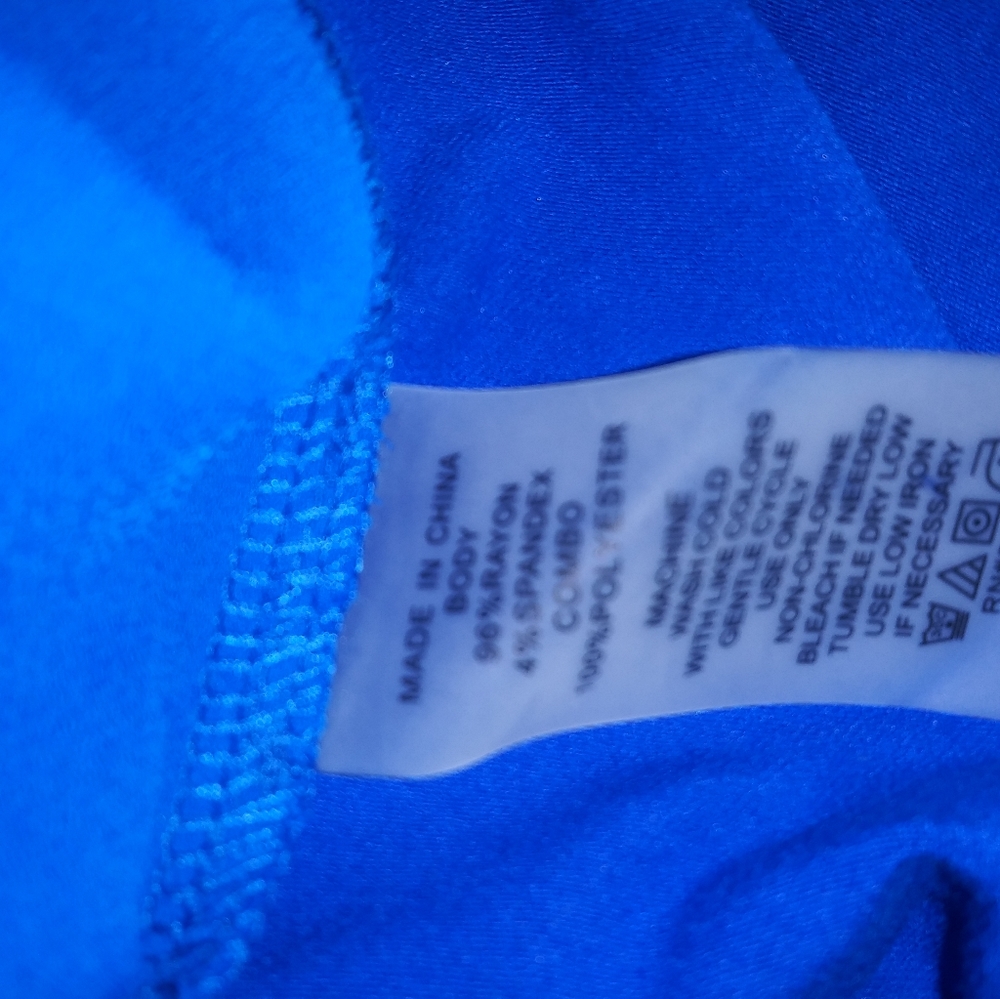 MADE IN CHINA
BODY
96%RAYON
4%SPANDEX
COMBO
100%POLYESTER
MACHINE
WASH COLD
WITH LIKE COLORS
GENTLE CYCLE
USE ONLY
NON-CHLORINE
BLEACH IF NEEDED
TUMBLE DRY LOW
USE LOW IRON
IF NECESSARY